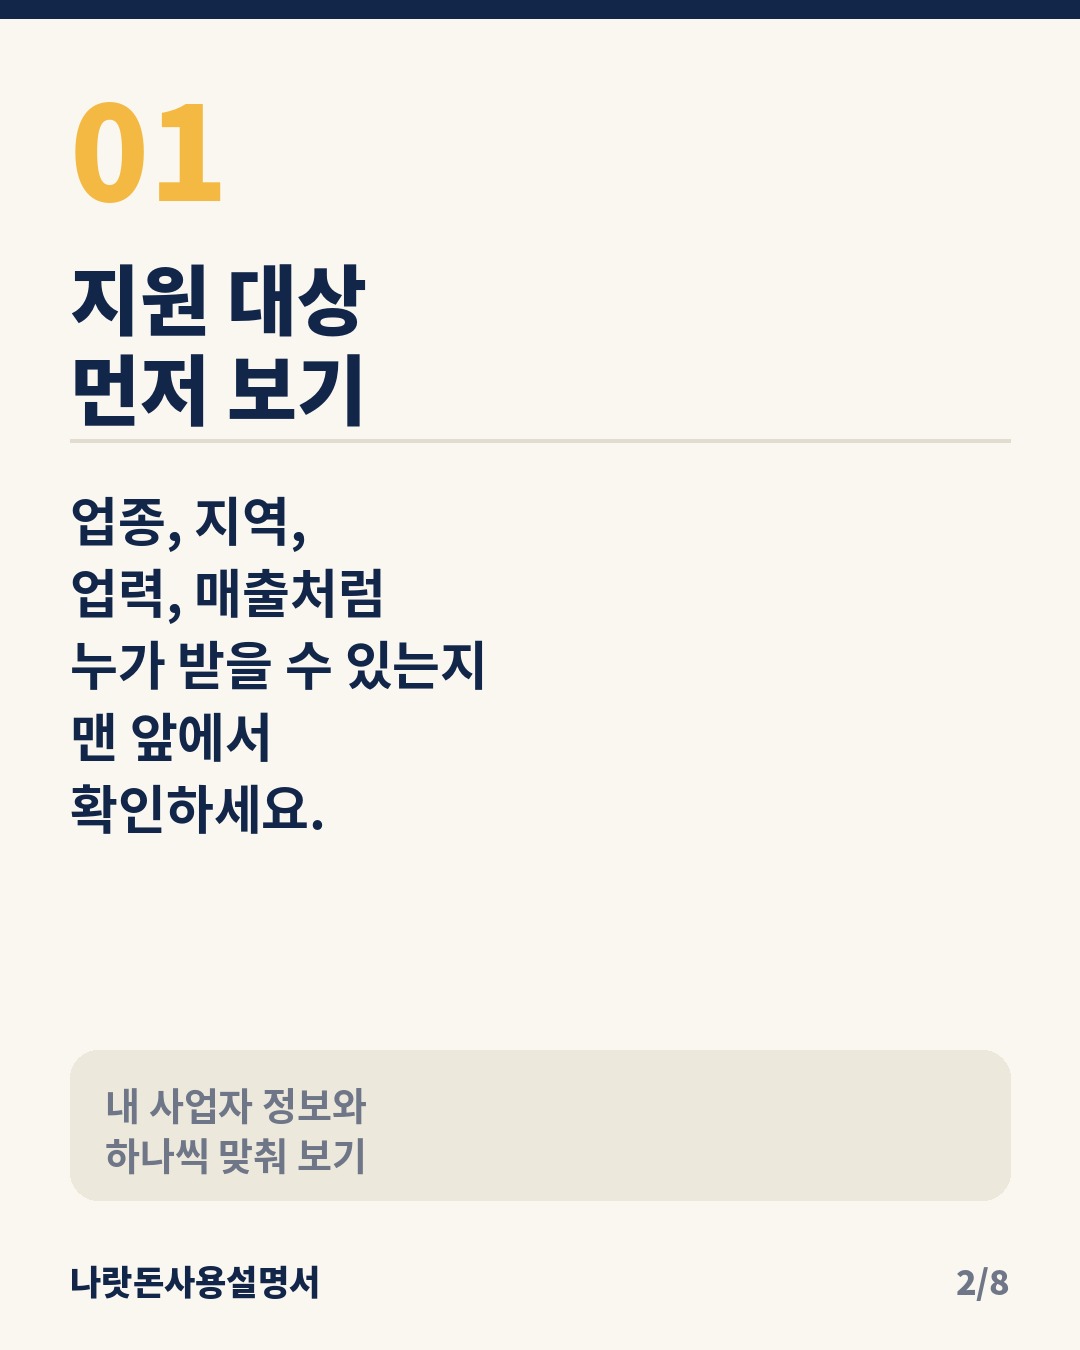 01
지원 대상
먼저 보기
업종, 지역,
업력, 매출처럼
누가 받을 수 있는지
맨 앞에서
확인하세요.
내 사업자 정보와
하나씩 맞춰 보기
나랏돈사용설명서
2/8